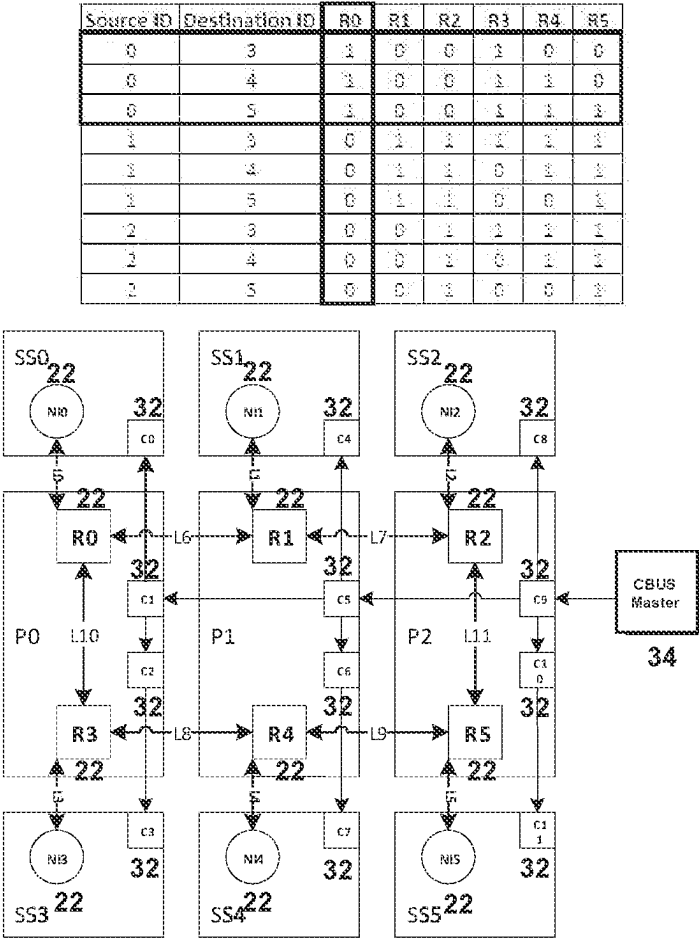 Source ID Destination ID R0 R1 R2 R3 R4 R5
0 3 1 0 0 1 0 0
0 4 1 0 0 1 1 0
0 5 1 0 0 1 1 1
1 3 0 1 1 1 1 1
1 4 0 1 1 0 1 1
1 5 0 1 1 0 0 1
2 3 0 0 1 1 1 1
2 4 0 0 1 0 1 1
2 5 0 0 1 0 0 1
SS0 22 SS1 22 SS2 22
NI0 32 NI1 32 NI2 32
C0 C4 C8
22 22 22
R0 L6 R1 L7 R2
32 32 32
C1 C5 C9
CBUS
Master
34
P0 L10 P1 P2 L11
C2 C6 C10
32 32 32
R3 L8 R4 L9 R5
22 22 22
C3 C7 C11
NI3 32 NI4 32 NI5 32
SS3 22 SS4 22 SS5 22